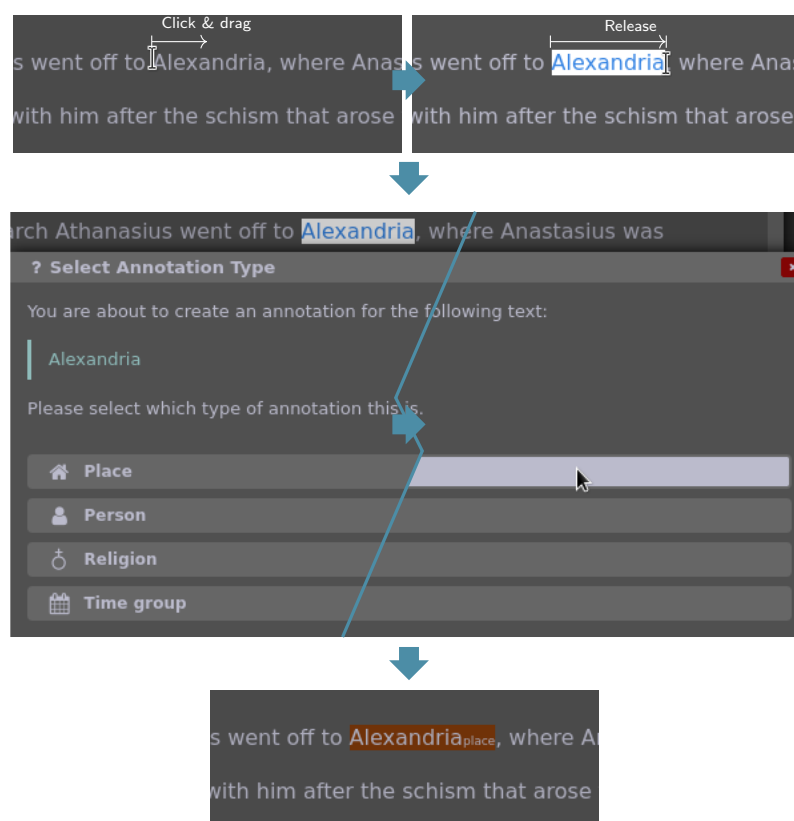 Click & drag
s went off to Alexandria, where Anas
with him after the schism that arose
Release
s went off to Alexandria, where Ana
with him after the schism that arose
arch Athanasius went off to Alexandria, where Anastasius was
? Select Annotation Type
You are about to create an annotation for the following text:
Alexandria
Please select which type of annotation this is.
Place
Person
Religion
Time group
s went off to Alexandria place, where A
with him after the schism that arose